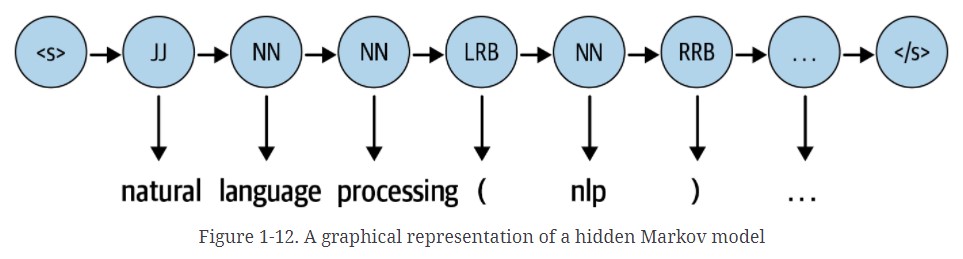 <s> JJ NN NN LRB NN RRB ... </s>
natural language processing ( nlp ) ...
Figure 1-12. A graphical representation of a hidden Markov model